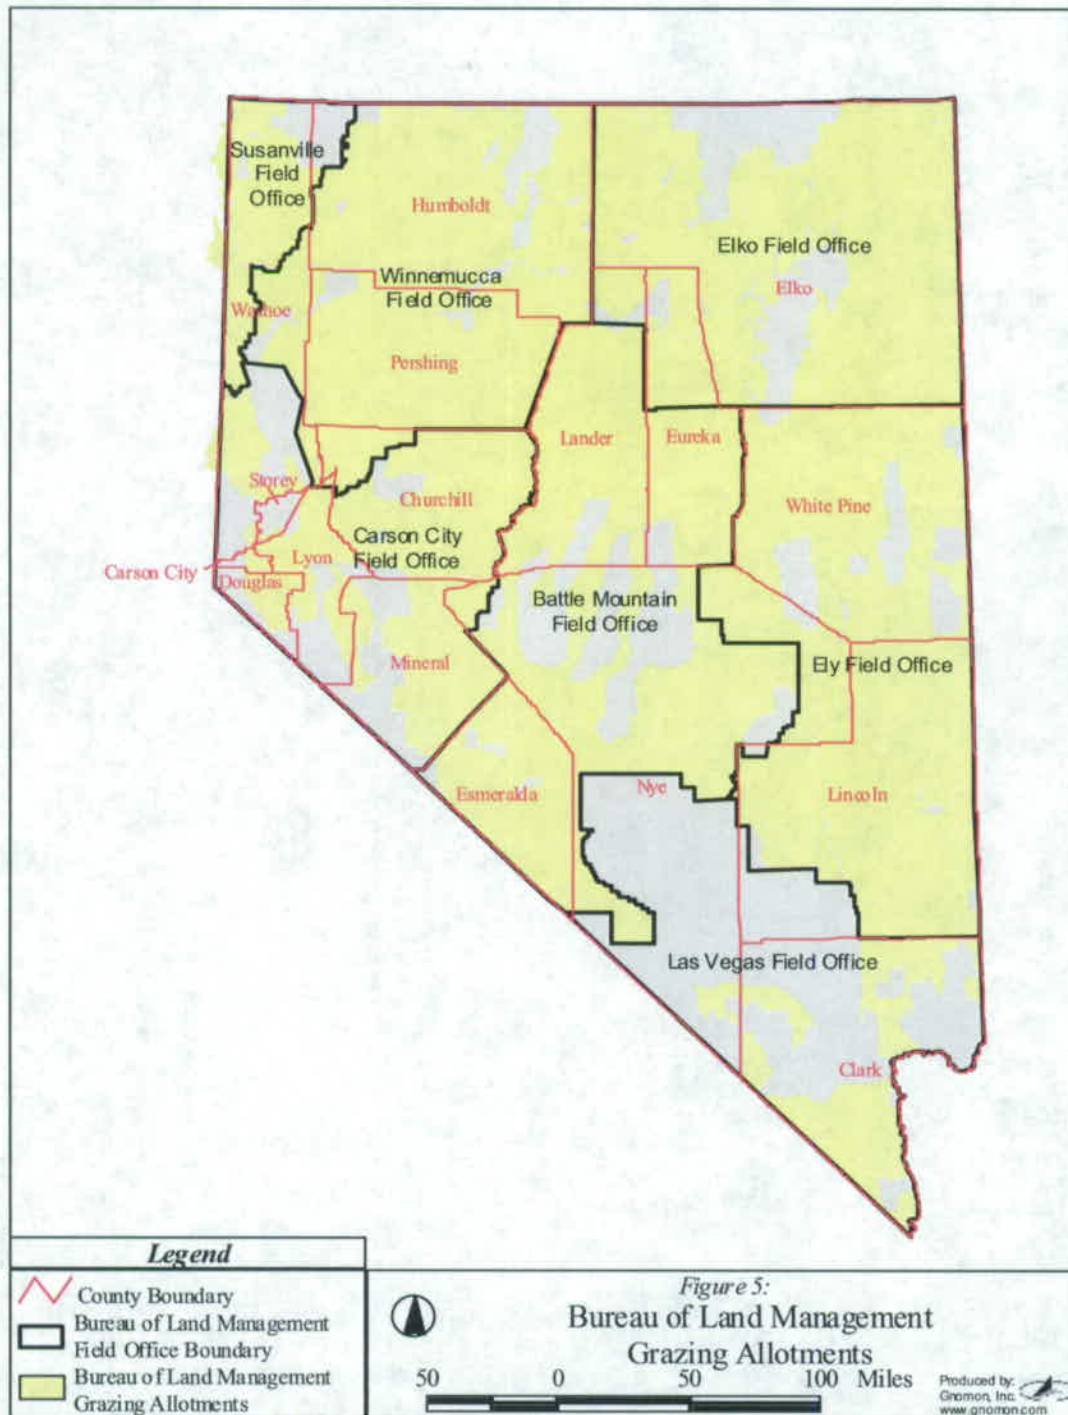 Susanville
Field
Office
Humboldt
Elko Field Office
Elko
Winnemucca
Field Office
Washoe
Pershing
Lander
Eureka
Storey
Churchill
White Pine
Carson City
Field Office
Lyon
Carson City
Douglas
Battle Mountain
Field Office
Mineral
Ely Field Office
Esmeralda
Nye
Lincoln
Las Vegas Field Office
Clark
Legend
County Boundary
Bureau of Land Management
Field Office Boundary
Bureau of Land Management
Grazing Allotments
Figure 5:
Bureau of Land Management
Grazing Allotments
50 0 50 100 Miles
Produced by:
Gnomon, Inc.
www.gnomon.com